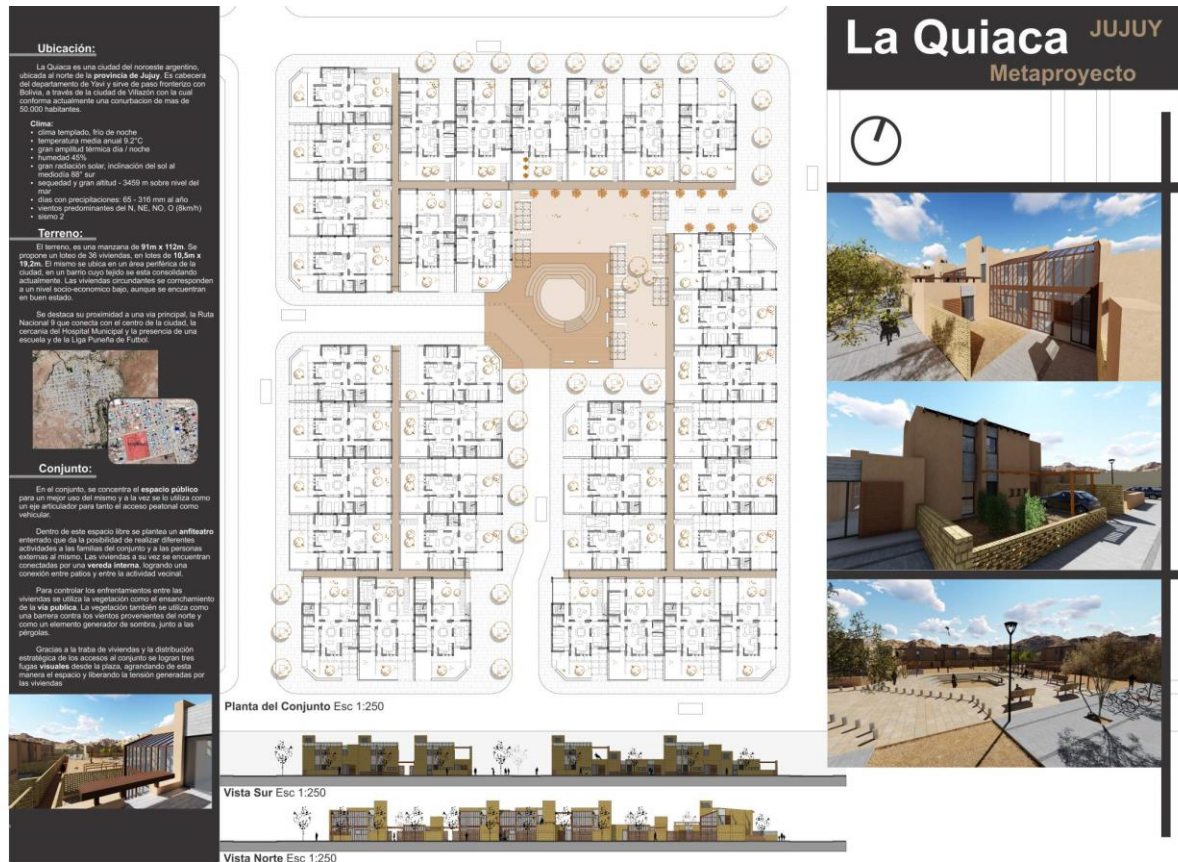 Ubicación:
La Quiaca es una ciudad del noroeste argentino,
ubicada al norte de la provincia de Jujuy. Es cabecera
del departamento de Yavi y sirve de paso fronterizo con
Bolivia, a través de la ciudad de Villazón con la cual
conforma actualmente una conurbacion de mas de
50.000 habitantes.
Clima:
• clima templado, frío de noche
• temperatura media anual 9.2°C
• gran amplitud térmica dia / noche
• humedad 45%
• gran radiación solar, inclinación del sol al
mediodía 88° sur
• sequedad y gran altitud - 3459 m sobre nivel del
mar
• días con precipitaciones: 65 - 316 mm al año
• vientos predominantes del N, NE, NO, O (8km/h)
• sismo 2
Terreno:
El terreno, es una manzana de 91m x 112m. Se
propone un loteo de 36 viviendas, en lotes de 10,5m x
19,2m. El mismo se ubica en un área periférica de la
ciudad, en un barrio cuyo tejido se esta consolidando
actualmente. Las viviendas circundantes se corresponden
a un nivel socio-economico bajo, aunque se encuentran
en buen estado.
Se destaca su proximidad a una via principal, la Ruta
Nacional 9 que conecta con el centro de la ciudad, la
cercania del Hospital Municipal y la presencia de una
escuela y de la Liga Puneña de Futbol.
Conjunto:
En el conjunto, se concentra el espacio público
para un mejor uso del mismo y a la vez se lo utiliza como
un eje articulador para tanto el acceso peatonal como
vehicular.
Dentro de este espacio libre se plantea un anfiteatro
enterrado que da la posibilidad de realizar diferentes
actividades a las familias del conjunto y a las personas
externas al mismo. Las viviendas a su vez se encuentran
conectadas por una vereda interna, logrando una
conexión entre patios y entre la actividad vecinal.
Para controlar los enfrentamientos entre las
viviendas se utiliza la vegetación como el ensanchamiento
de la via publica. La vegetación también se utiliza como
una barrera contra los vientos provenientes del norte y
como un elemento generador de sombra, junto a las
pérgolas.
Gracias a la traba de viviendas y la distribución
estratégica de los accesos al conjunto se logran tres
fugas visuales desde la plaza, agrandando de esta
manera el espacio y liberando la tensión generadas por
las viviendas
Planta del Conjunto Esc 1:250
Vista Sur Esc 1:250
Vista Norte Esc 1:250
La Quiaca JUJUY
Metaproyecto